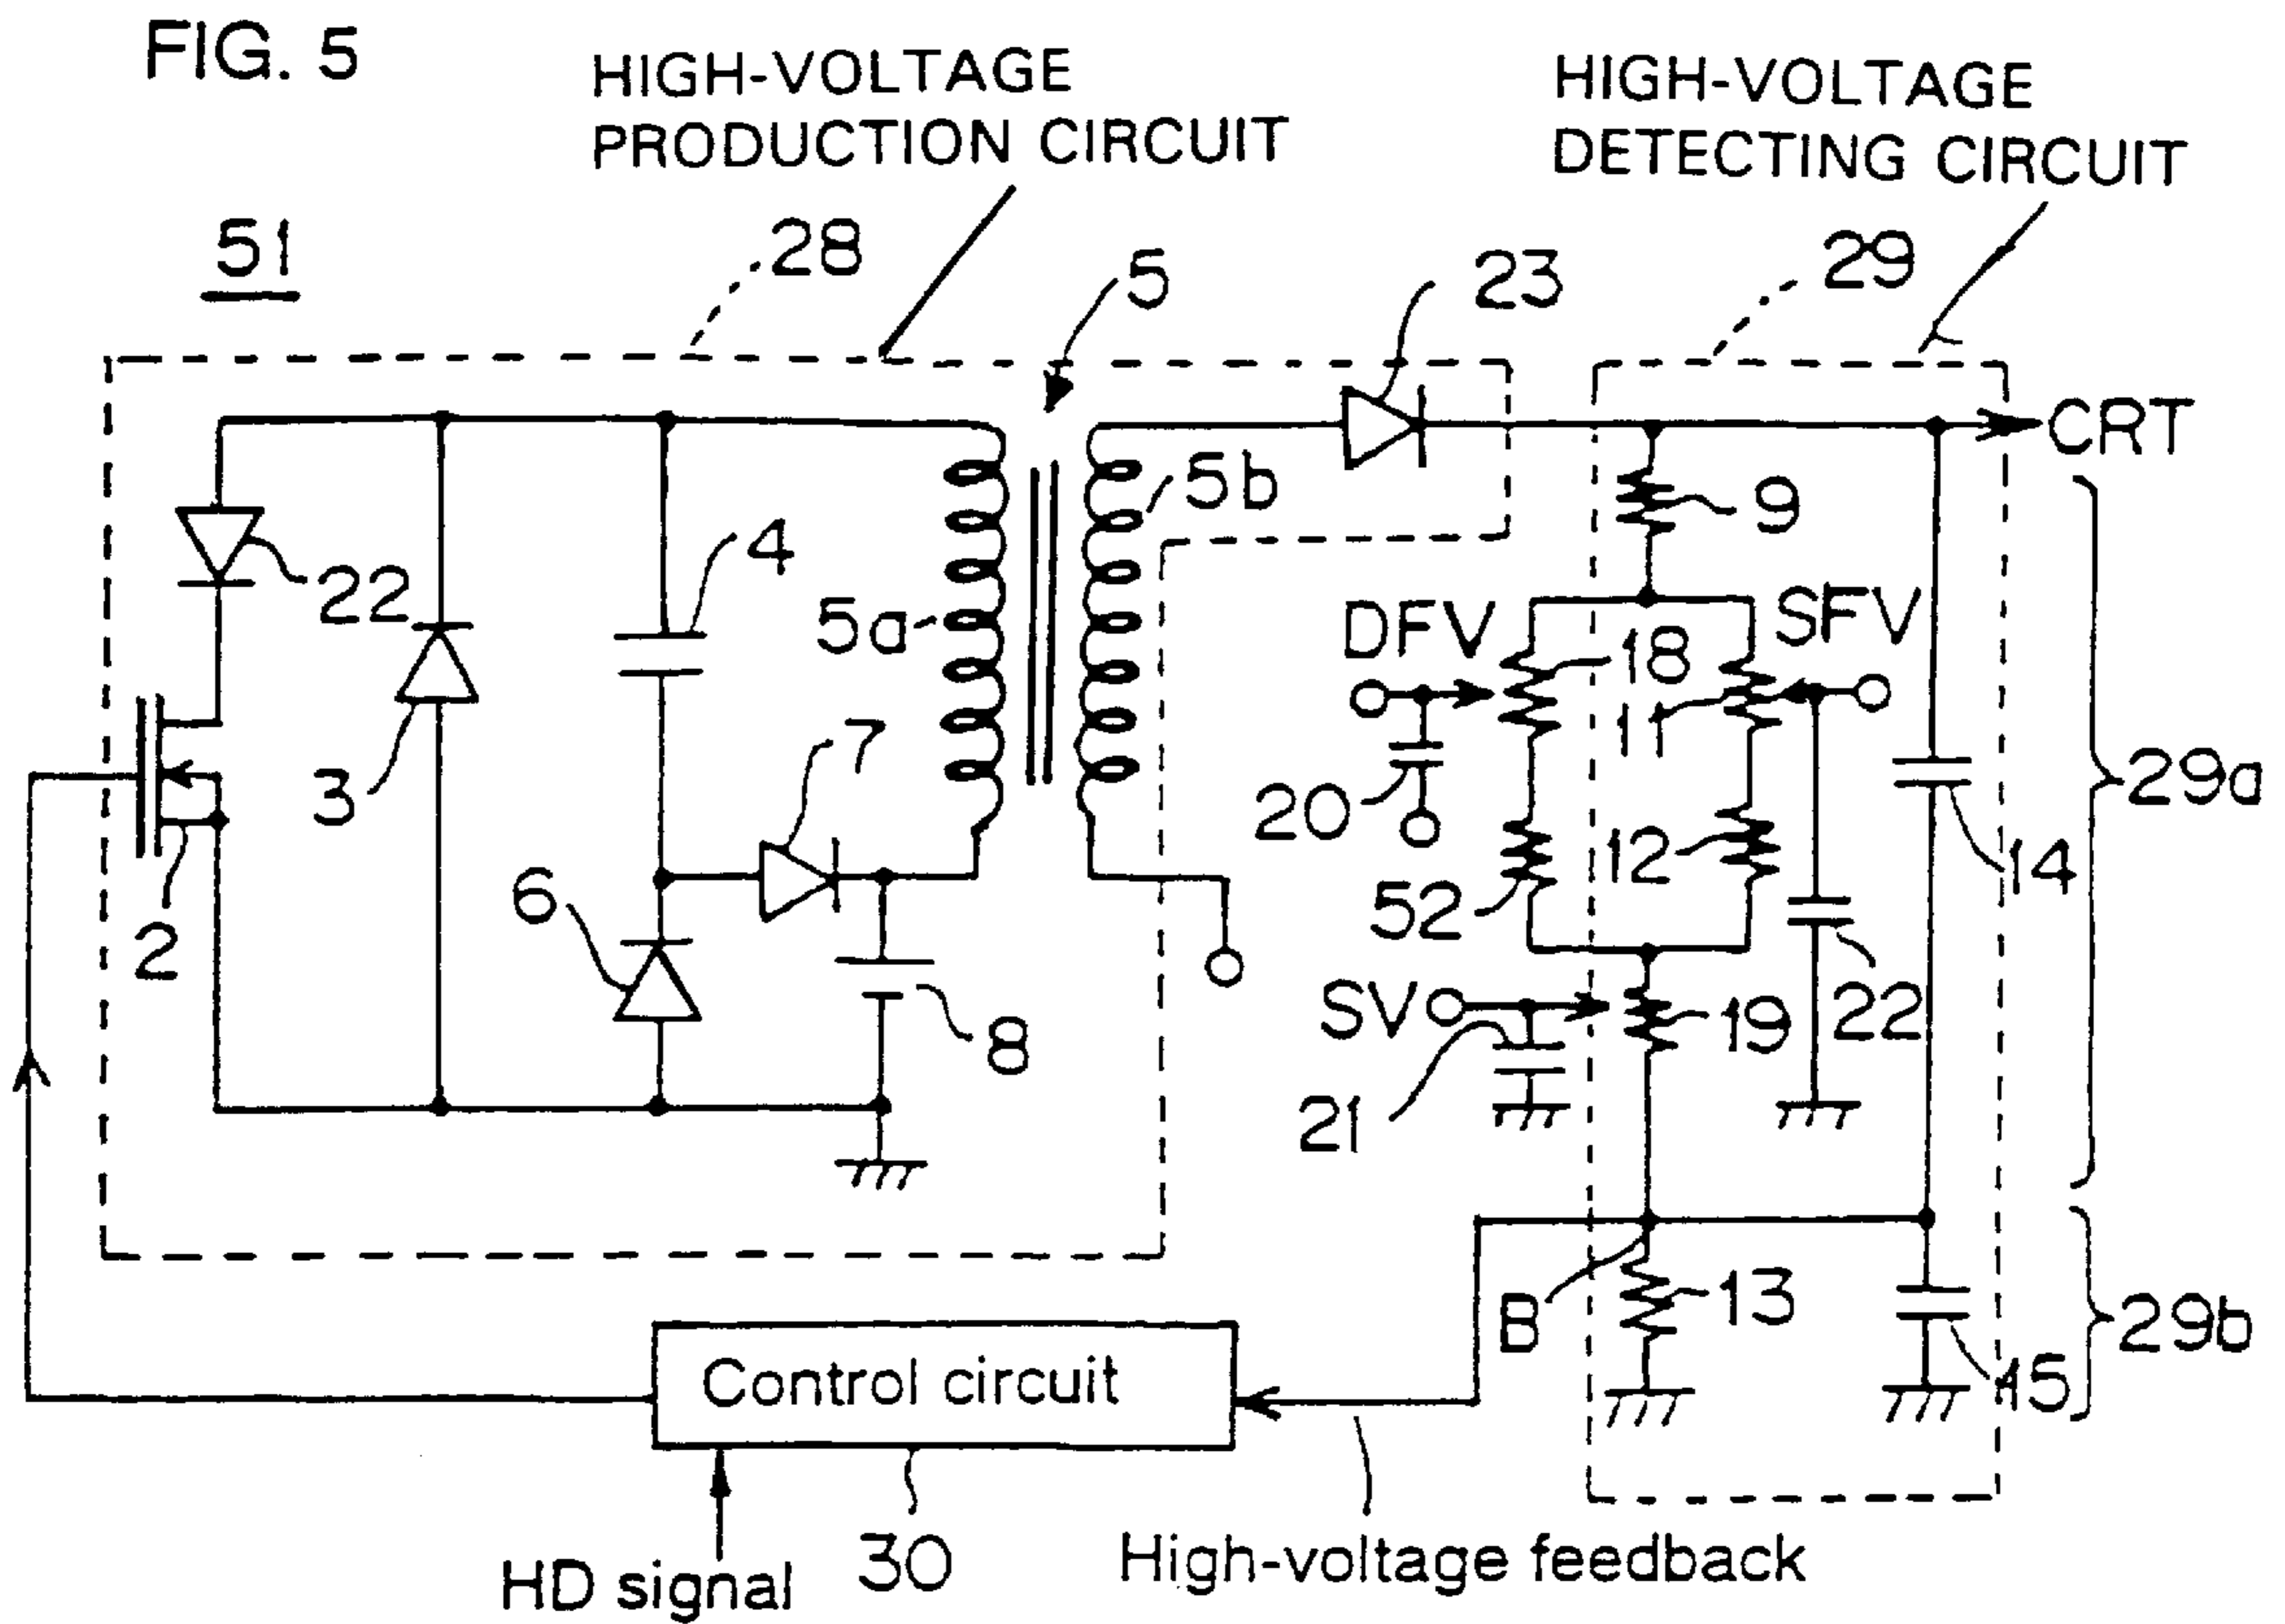 FIG. 5
HIGH-VOLTAGE
PRODUCTION CIRCUIT
HIGH-VOLTAGE
DETECTING CIRCUIT
51
28
5
23
29
CRT
5b
9
4
22
5a
DFV
18
SFV
11
3
7
20
29a
12
14
2
6
52
SV
19
22
8
21
B
13
29b
15
Control circuit
HD signal
30
High-voltage feedback